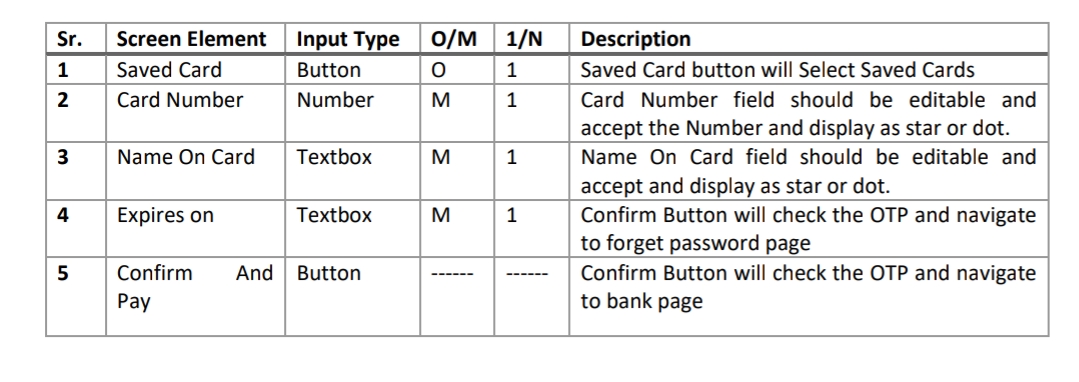 Sr. Screen Element Input Type O/M 1/N Description
1 Saved Card Button O 1 Saved Card button will Select Saved Cards
2 Card Number Number M 1 Card Number field should be editable and
accept the Number and display as star or dot.
3 Name On Card Textbox M 1 Name On Card field should be editable and
accept and display as star or dot.
4 Expires on Textbox M 1 Confirm Button will check the OTP and navigate
to forget password page
5 Confirm And Button ------ ------ Confirm Button will check the OTP and navigate
Pay to bank page